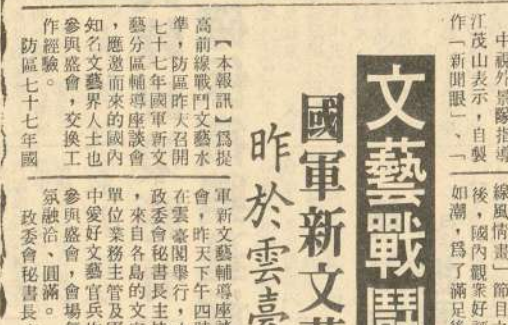 中視外景隊指導
江茂山表示，自製
作「新聞眼」、「
線風情畫」節目
後，國內觀衆好評
如潮，爲了滿足
文藝戰鬥
國軍新文藝
昨於雲臺
【本報訊】爲提
高前線戰鬥文藝水
準，防區昨天召開
七十七年國軍新文
藝分區輔導座談會
，應邀而來的國內
知名文藝界人士也
參與盛會，交換工
作經驗。
防區七十七年國
軍新文藝輔導座談
會，昨天下午四時
在雲臺閣舉行，
政委會秘書長主持
，來自各島的文
單位業務主管及
中愛好文藝官兵
參與盛會，會場氣
氛融洽、圓滿。
政委會秘書長